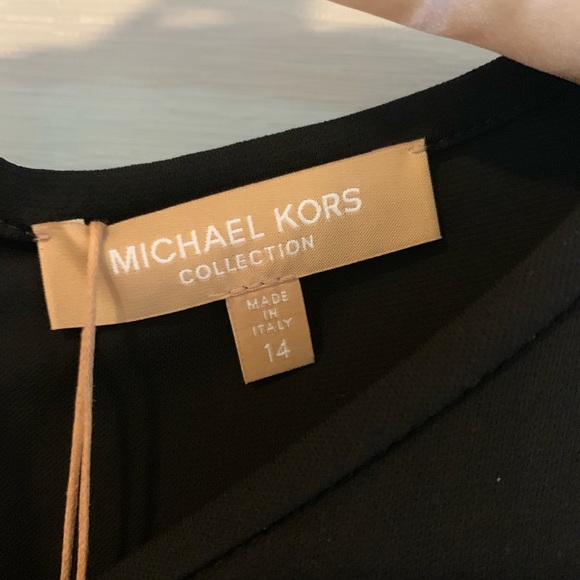 MICHAEL KORS
COLLECTION
MADE
IN
ITALY
14